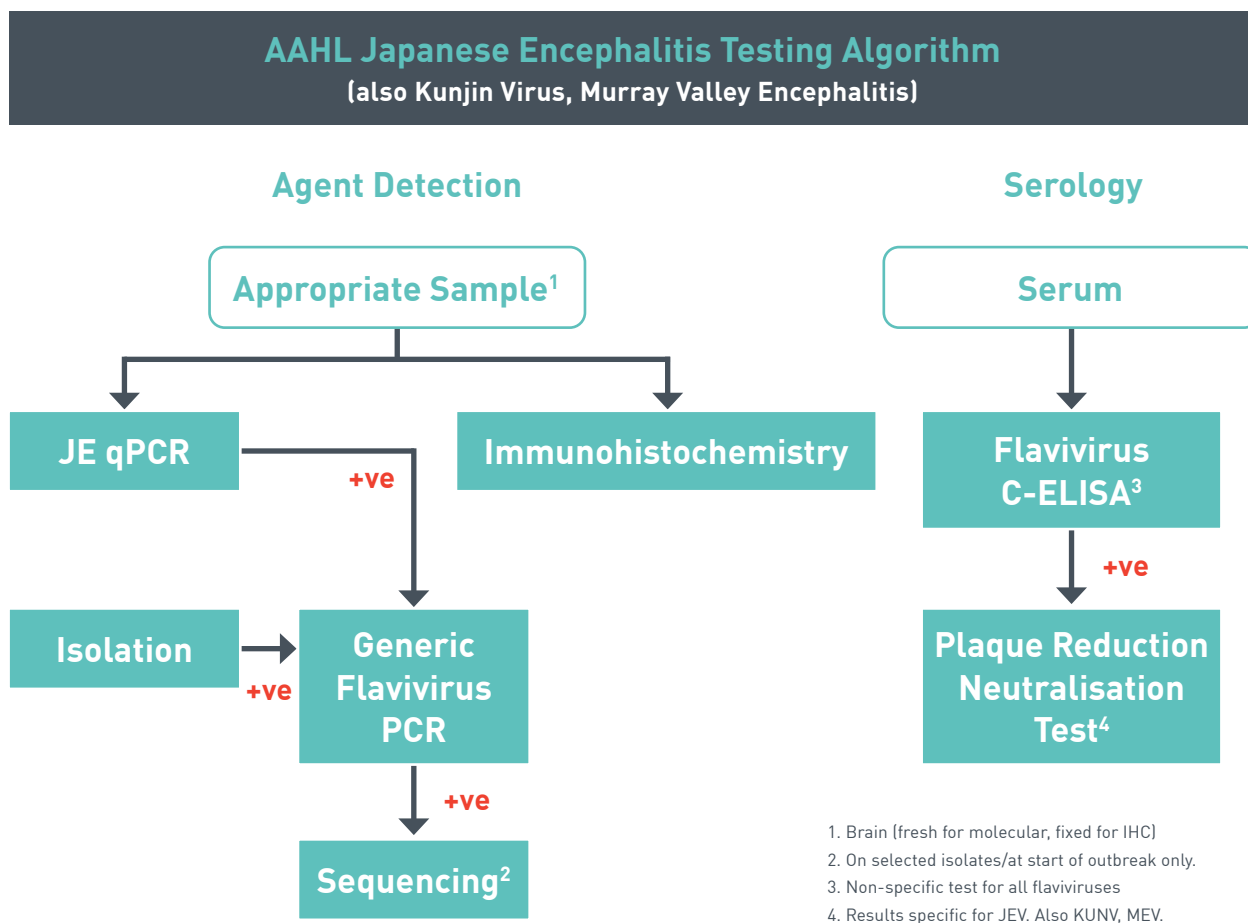 AAHL Japanese Encephalitis Testing Algorithm
(also Kunjin Virus, Murray Valley Encephalitis)
Agent Detection
Serology
Appropriate Sample¹
Serum
JE qPCR
+ve
Immunohistochemistry
Flavivirus
C-ELISA³
+ve
Isolation
+ve
Generic
Flavivirus
PCR
+ve
Sequencing²
Plaque Reduction
Neutralisation
Test⁴
1. Brain (fresh for molecular, fixed for IHC)
2. On selected isolates/at start of outbreak only.
3. Non-specific test for all flaviviruses
4. Results specific for JEV. Also KUNV, MEV.